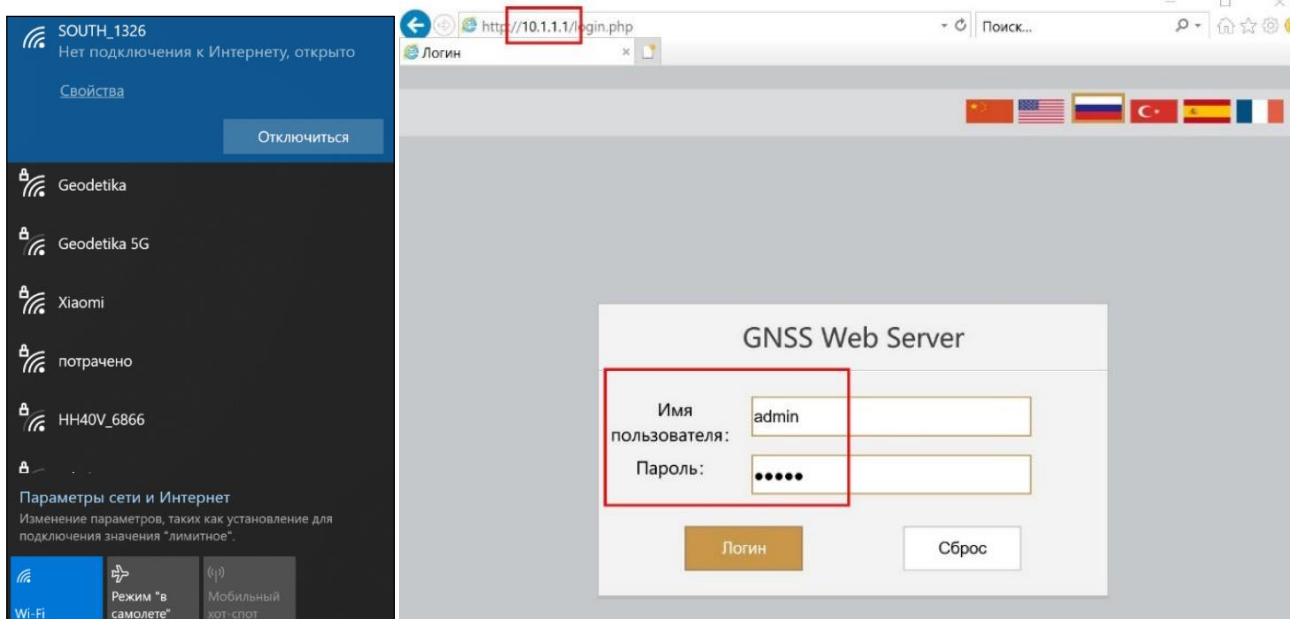 SOUTH_1326
Нет подключения к Интернету, открыто
Свойства
Отключиться
Geodetika
Geodetika 5G
Xiaomi
потрачено
HH40V_6866
Параметры сети и Интернет
Изменение параметров, таких как установление для
подключения значения "лимитное".
Wi-Fi
Режим "в
самолете"
Мобильный
хот-спот
http://10.1.1.1/login.php
Поиск...
Логин
GNSS Web Server
Имя
пользователя:
admin
Пароль:
•••••
Логин
Сброс